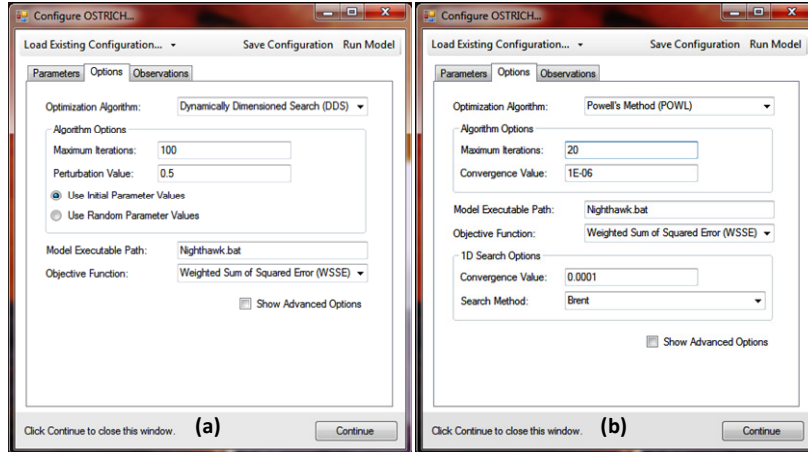 Configure OSTRICH...
Load Existing Configuration... Save Configuration Run Model
Parameters Options Observations
Optimization Algorithm: Dynamically Dimensioned Search (DDS)
Algorithm Options
Maximum Iterations: 100
Perturbation Value: 0.5
Use Initial Parameter Values
Use Random Parameter Values
Model Executable Path: Nighthawk.bat
Objective Function: Weighted Sum of Squared Error (WSSE)
Show Advanced Options
Click Continue to close this window. (a) Continue
Configure OSTRICH...
Load Existing Configuration... Save Configuration Run Model
Parameters Options Observations
Optimization Algorithm: Powell's Method (POWL)
Algorithm Options
Maximum Iterations: 20
Convergence Value: 1E-06
Model Executable Path: Nighthawk.bat
Objective Function: Weighted Sum of Squared Error (WSSE)
1D Search Options
Convergence Value: 0.0001
Search Method: Brent
Show Advanced Options
Click Continue to close this window. (b) Continue